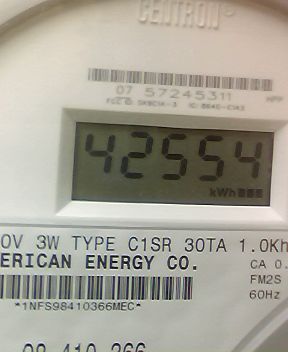 CENTRON®
07 57245311
42554
kWh
0V 3W TYPE C1SR 30TA 1.0Kh
ERICAN ENERGY CO.
CA 0.
FM2S
60Hz
*1NFS98410366MEC*